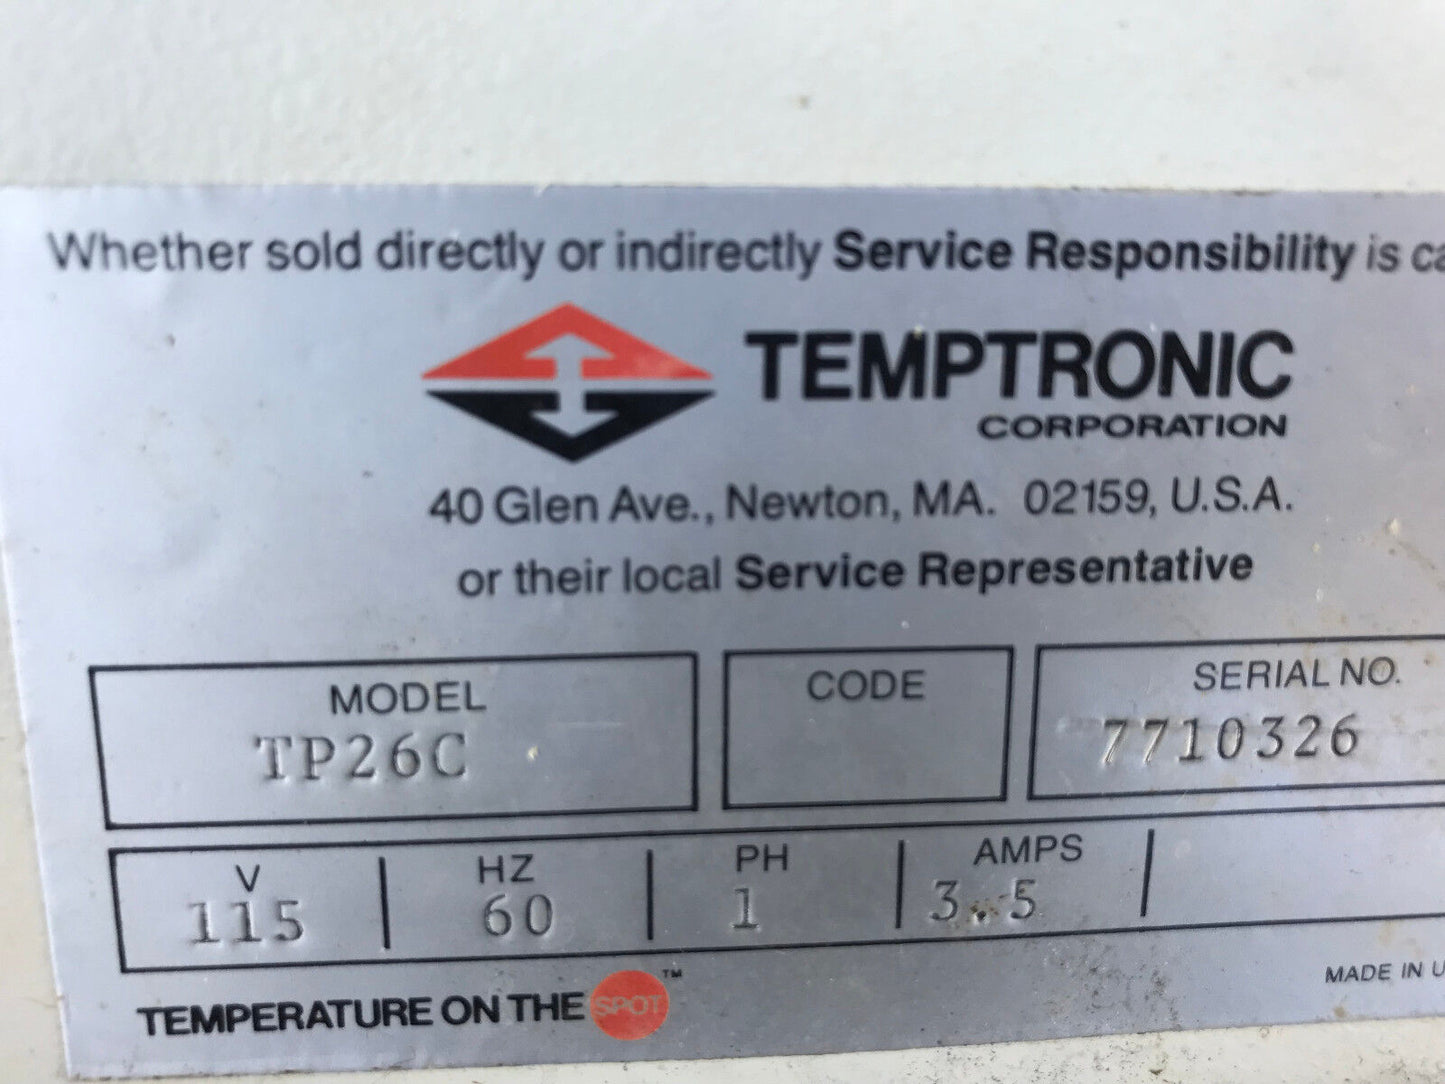 Whether sold directly or indirectly Service Responsibility is ca
TEMPTRONIC
CORPORATION
40 Glen Ave., Newton, MA. 02159, U.S.A.
or their local Service Representative
MODEL CODE SERIAL NO.
TP26C 7710326
V HZ PH AMPS
115 60 1 3.5
MADE IN U
TEMPERATURE ON THE SPOT™